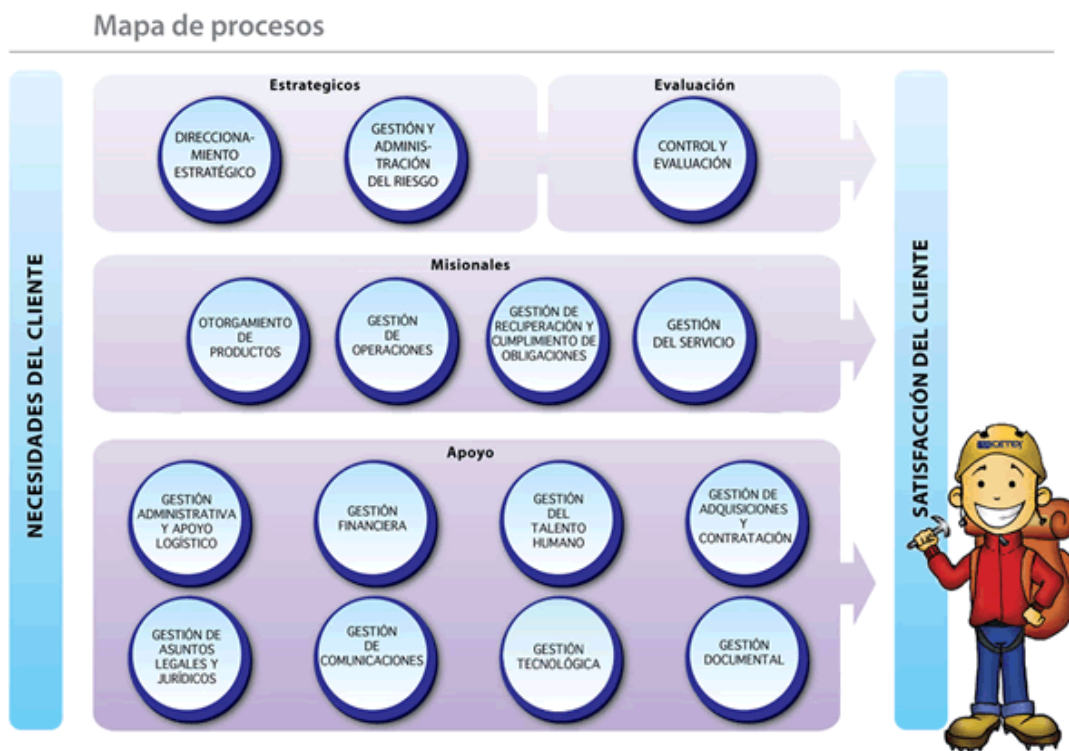 Mapa de procesos
NECESIDADES DEL CLIENTE
Estrategicos
DIRECCIONA-
MIENTO
ESTRATÉGICO
GESTIÓN Y
ADMINIS-
TRACIÓN
DEL RIESGO
Evaluación
CONTROL Y
EVALUACIÓN
Misionales
OTORGAMIENTO
DE
PRODUCTOS
GESTIÓN
DE
OPERACIONES
GESTIÓN DE
RECUPERACIÓN Y
CUMPLIMIENTO DE
OBLIGACIONES
GESTIÓN
DEL SERVICIO
Apoyo
GESTIÓN
ADMINISTRATIVA
Y APOYO
LOGÍSTICO
GESTIÓN
FINANCIERA
GESTIÓN
DEL
TALENTO
HUMANO
GESTIÓN DE
ADQUISICIONES
Y
CONTRATACIÓN
GESTIÓN DE
ASUNTOS
LEGALES Y
JURÍDICOS
GESTIÓN
DE
COMUNICACIONES
GESTIÓN
TECNOLÓGICA
GESTIÓN
DOCUMENTAL
SATISFACCIÓN DEL CLIENTE